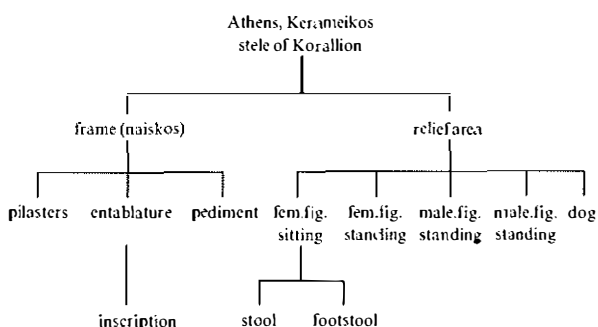 Athens, Kerameikos
stele of Korallion
frame (naiskos)
relief area
pilasters
entablature
pediment
fem.fig.
sitting
fem.fig.
standing
male.fig.
standing
male.fig.
standing
dog
inscription
stool
footstool